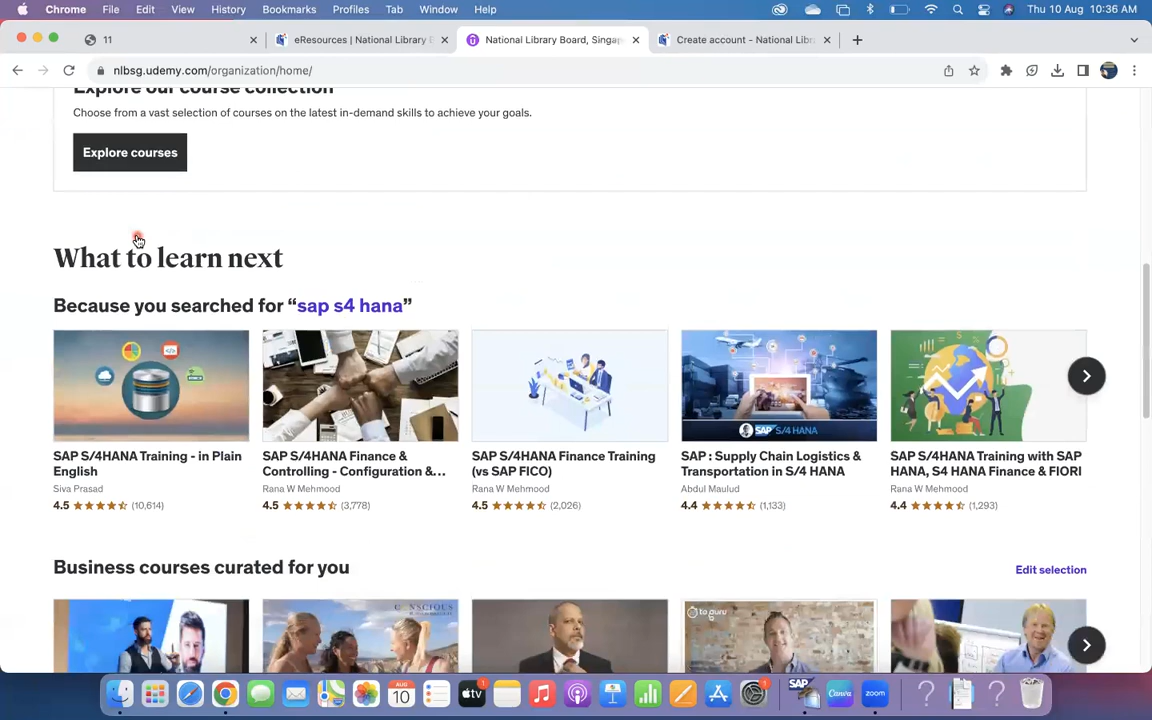 Chrome File Edit View History Bookmarks Profiles Tab Window Help Thu 10 Aug 10:36 AM
11 eResources | National Library National Library Board, Singap Create account - National Libr
nlbsg.udemy.com/organization/home/
Explore our course collection
Choose from a vast selection of courses on the latest in-demand skills to achieve your goals.
Explore courses
What to learn next
Because you searched for “sap s4 hana”
SAP S/4 HANA
SAP S/4HANA Training - in Plain English
Siva Prasad
4.5 (10,614)
SAP S/4HANA Finance & Controlling - Configuration &...
Rana W Mehmood
4.5 (3,778)
SAP S/4HANA Finance Training (vs SAP FICO)
Rana W Mehmood
4.5 (2,026)
SAP : Supply Chain Logistics & Transportation in S/4 HANA
Abdul Maulud
4.4 (1,133)
SAP S/4HANA Training with SAP HANA, S4 HANA Finance & FIORI
Rana W Mehmood
4.4 (1,293)
Business courses curated for you
Edit selection
CONSCIOUS
10
tv
SAP
Canva
zoom